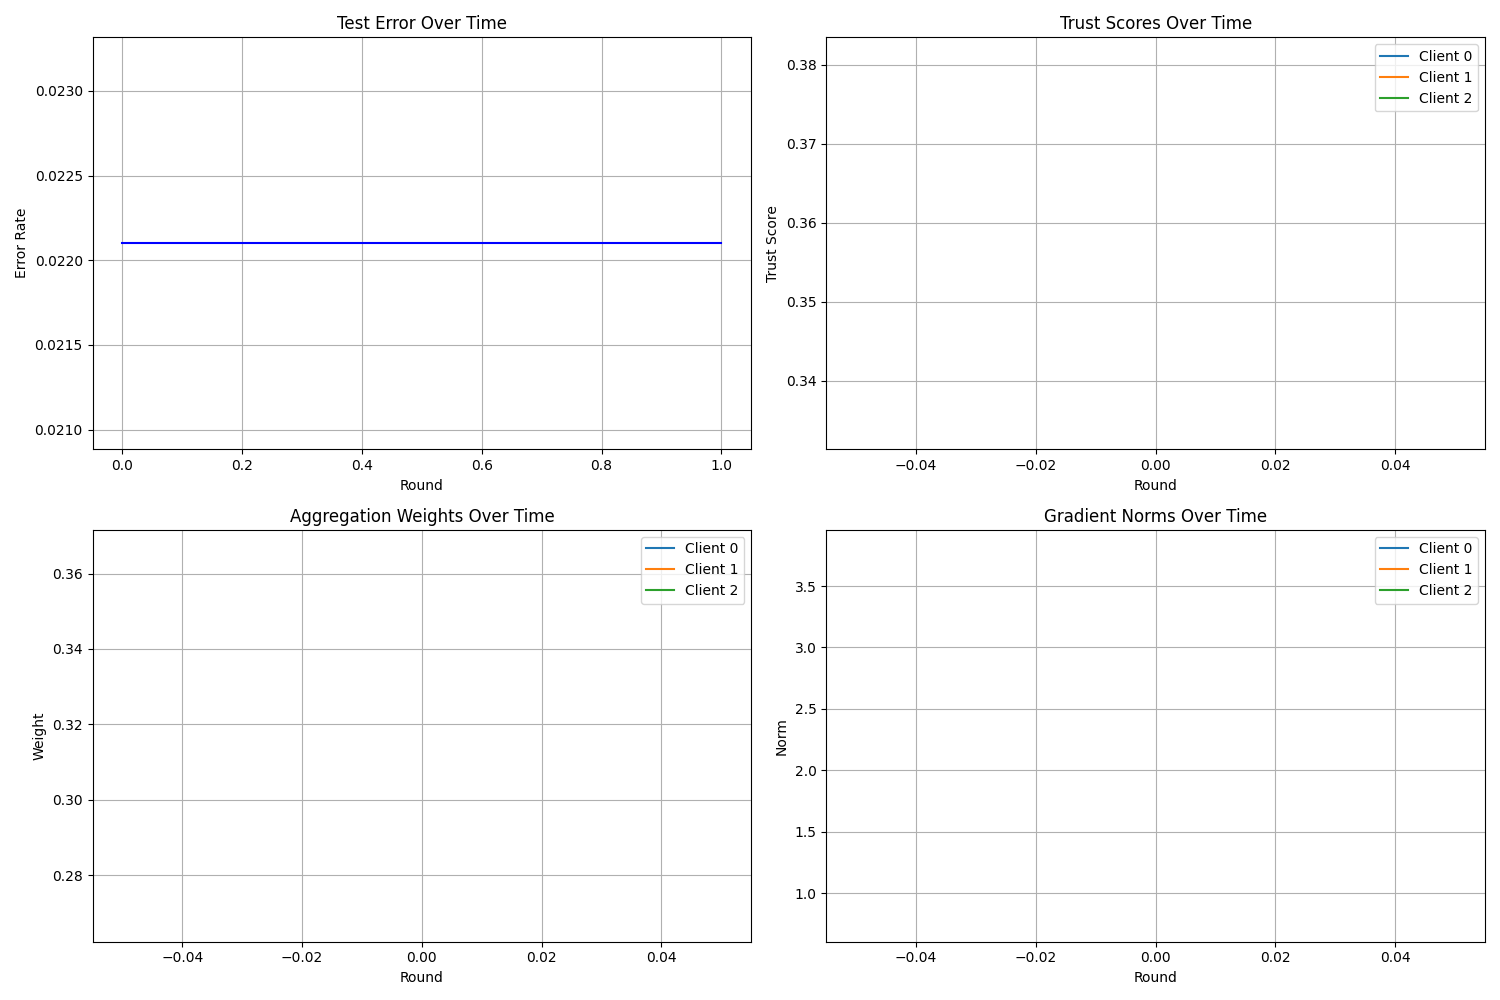 Test Error Over Time
Error Rate
0.0230
0.0225
0.0220
0.0215
0.0210
0.0 0.2 0.4 0.6 0.8 1.0
Round
Trust Scores Over Time
Trust Score
0.38
0.37
0.36
0.35
0.34
Client 0
Client 1
Client 2
−0.04 −0.02 0.00 0.02 0.04
Round
Aggregation Weights Over Time
Weight
0.36
0.34
0.32
0.30
0.28
Client 0
Client 1
Client 2
−0.04 −0.02 0.00 0.02 0.04
Round
Gradient Norms Over Time
Norm
3.5
3.0
2.5
2.0
1.5
1.0
Client 0
Client 1
Client 2
−0.04 −0.02 0.00 0.02 0.04
Round